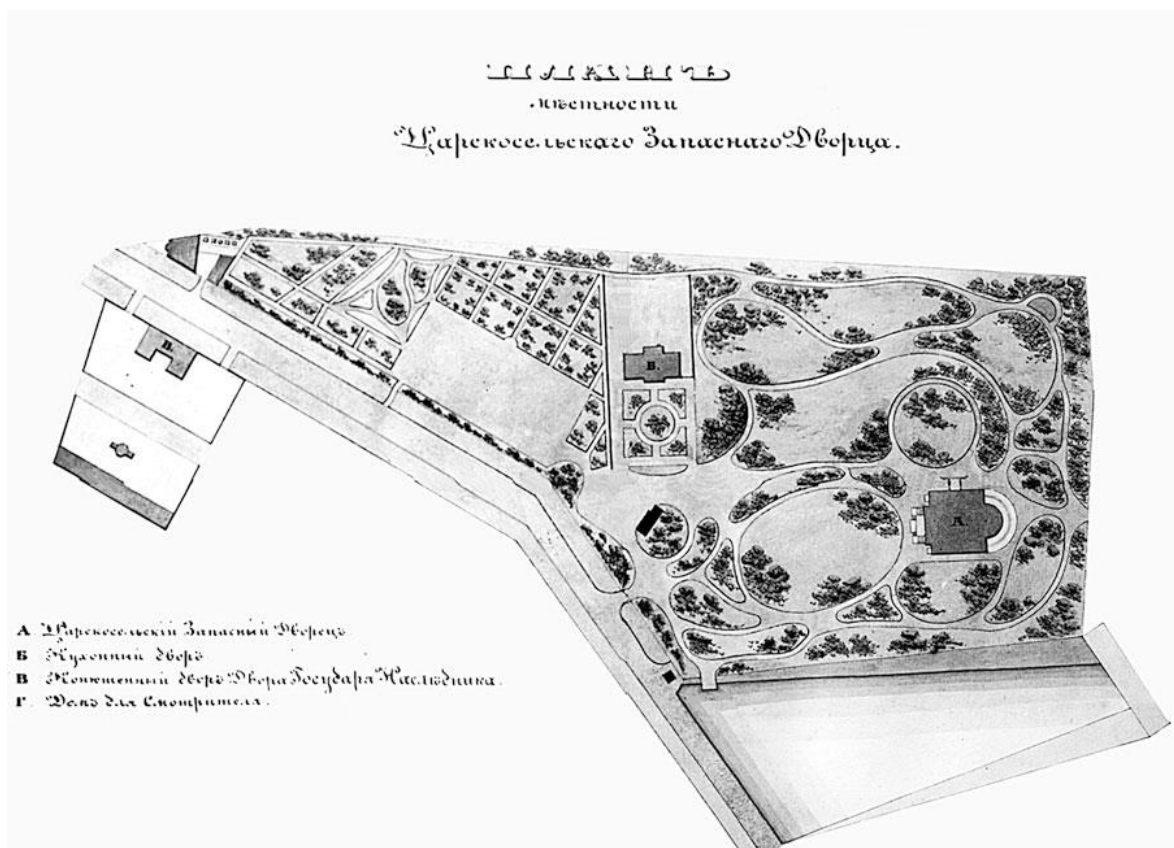 ПЛАНЪ
мѣстности
Царскосельскаго Запаснаго Дворца.
В.
Б.
А.
А Царскосельскій Запасный Дворецъ
Б Кухонный дворъ
В Конюшенный дворъ Двора Государя Наслѣдника.
Г Домъ для Смотрителя.